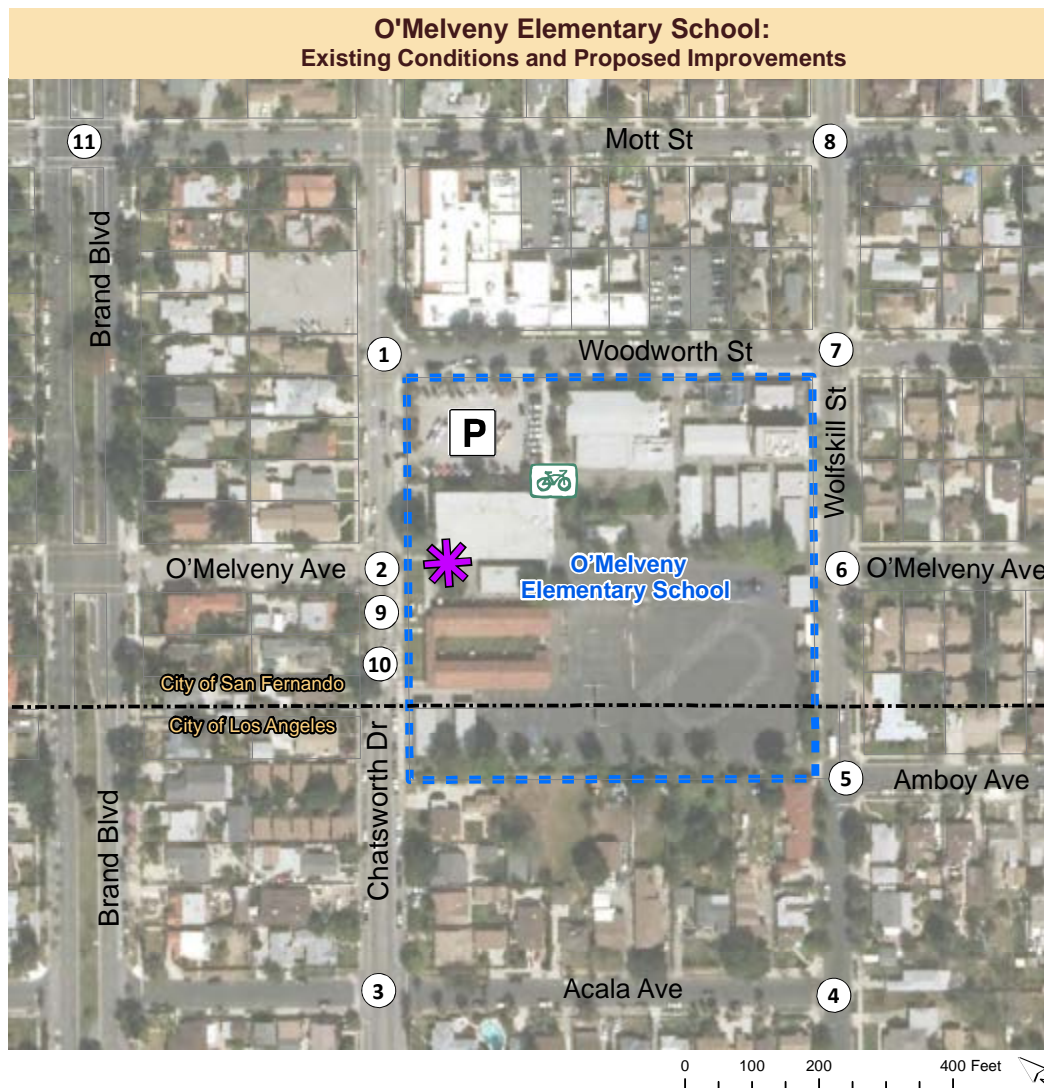 O'Melveny Elementary School:
Existing Conditions and Proposed Improvements
11
Mott St
8
Brand Blvd
1
Woodworth St
7
P
Wolfskill St
O'Melveny Ave
2
O'Melveny
Elementary School
6
O'Melveny Ave
9
10
City of San Fernando
City of Los Angeles
Chatsworth Dr
5
Amboy Ave
Brand Blvd
3
Acala Ave
4
0 100 200 400 Feet